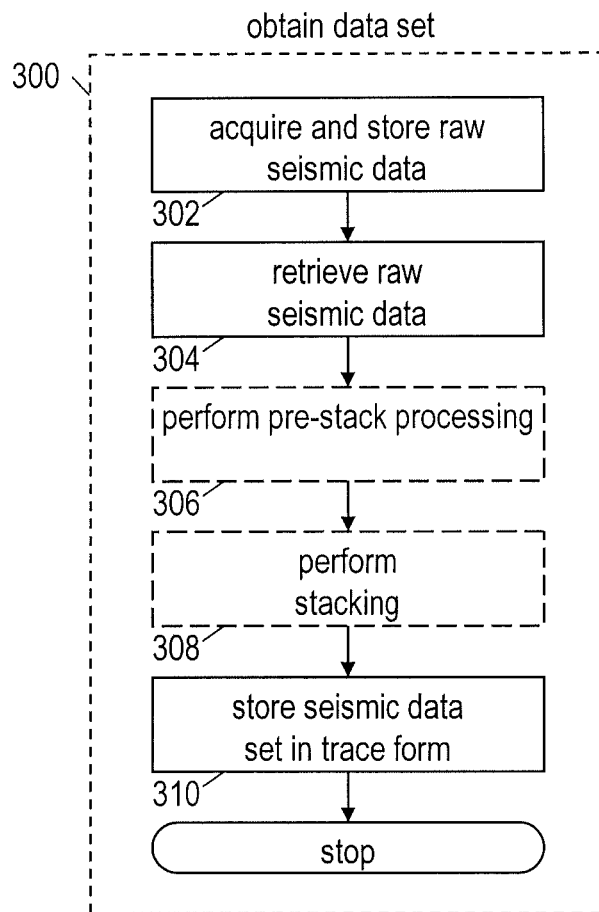 obtain data set
300
acquire and store raw
seismic data
302
retrieve raw
seismic data
304
perform pre-stack processing
306
perform
stacking
308
store seismic data
set in trace form
310
stop